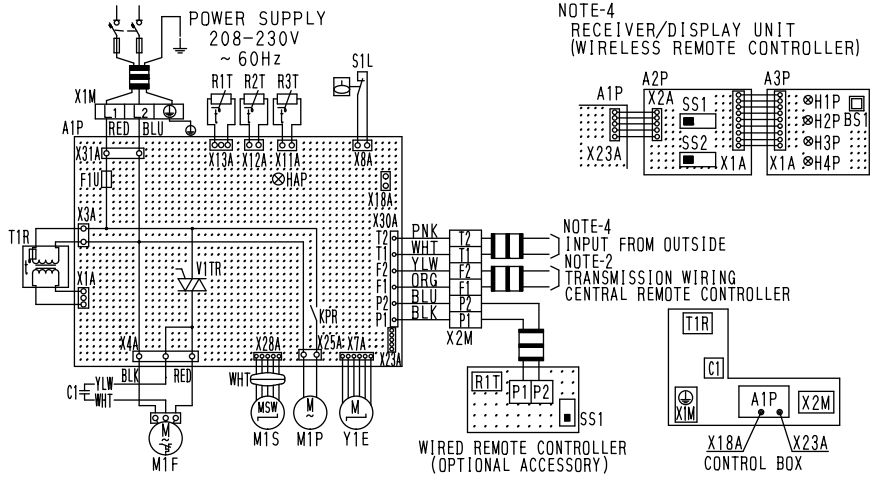 POWER SUPPLY
208-230V
~ 60Hz
NOTE-4
RECEIVER/DISPLAY UNIT
(WIRELESS REMOTE CONTROLLER)
X1M
L1
L2
RED
BLU
A1P
R1T
R2T
R3T
S1L
X13A
X12A
X11A
X8A
X31A
F1U
HAP
X18A
X3A
T1R
t°
X1A
V1TR
KPR
X30A
T2
T1
F2
F1
P2
P1
PNK
WHT
YLW
ORG
BLU
BLK
T2
T1
F2
F1
P2
P1
X2M
NOTE-4
INPUT FROM OUTSIDE
NOTE-2
TRANSMISSION WIRING
CENTRAL REMOTE CONTROLLER
X4A
X28A
X25A
X7A
X23A
BLK
RED
C1
YLW
WHT
WHT
M
~
M1F
MSW
M1S
M
~
M1P
M
Y1E
R1T
P1
P2
SS1
WIRED REMOTE CONTROLLER
(OPTIONAL ACCESSORY)
A1P
X23A
A2P
X2A
SS1
SS2
X1A
A3P
X1A
H1P
H2P
H3P
H4P
BS1
T1R
C1
X1M
A1P
X2M
X18A
X23A
CONTROL BOX